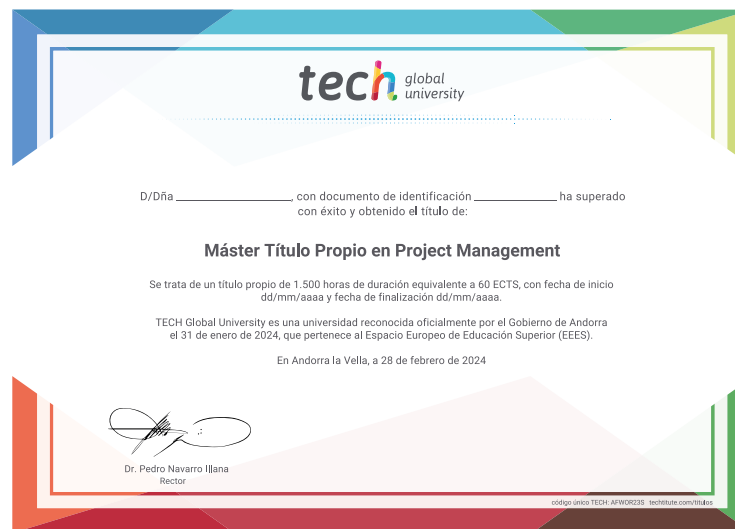 tech global university
D/Dña ____________________, con documento de identificación ______________ ha superado
con éxito y obtenido el título de:
Máster Título Propio en Project Management
Se trata de un título propio de 1.500 horas de duración equivalente a 60 ECTS, con fecha de inicio
dd/mm/aaaa y fecha de finalización dd/mm/aaaa.
TECH Global University es una universidad reconocida oficialmente por el Gobierno de Andorra
el 31 de enero de 2024, que pertenece al Espacio Europeo de Educación Superior (EEES).
En Andorra la Vella, a 28 de febrero de 2024
Dr. Pedro Navarro Illana
Rector
código único TECH: AFWOR23S techtitute.com/titulos